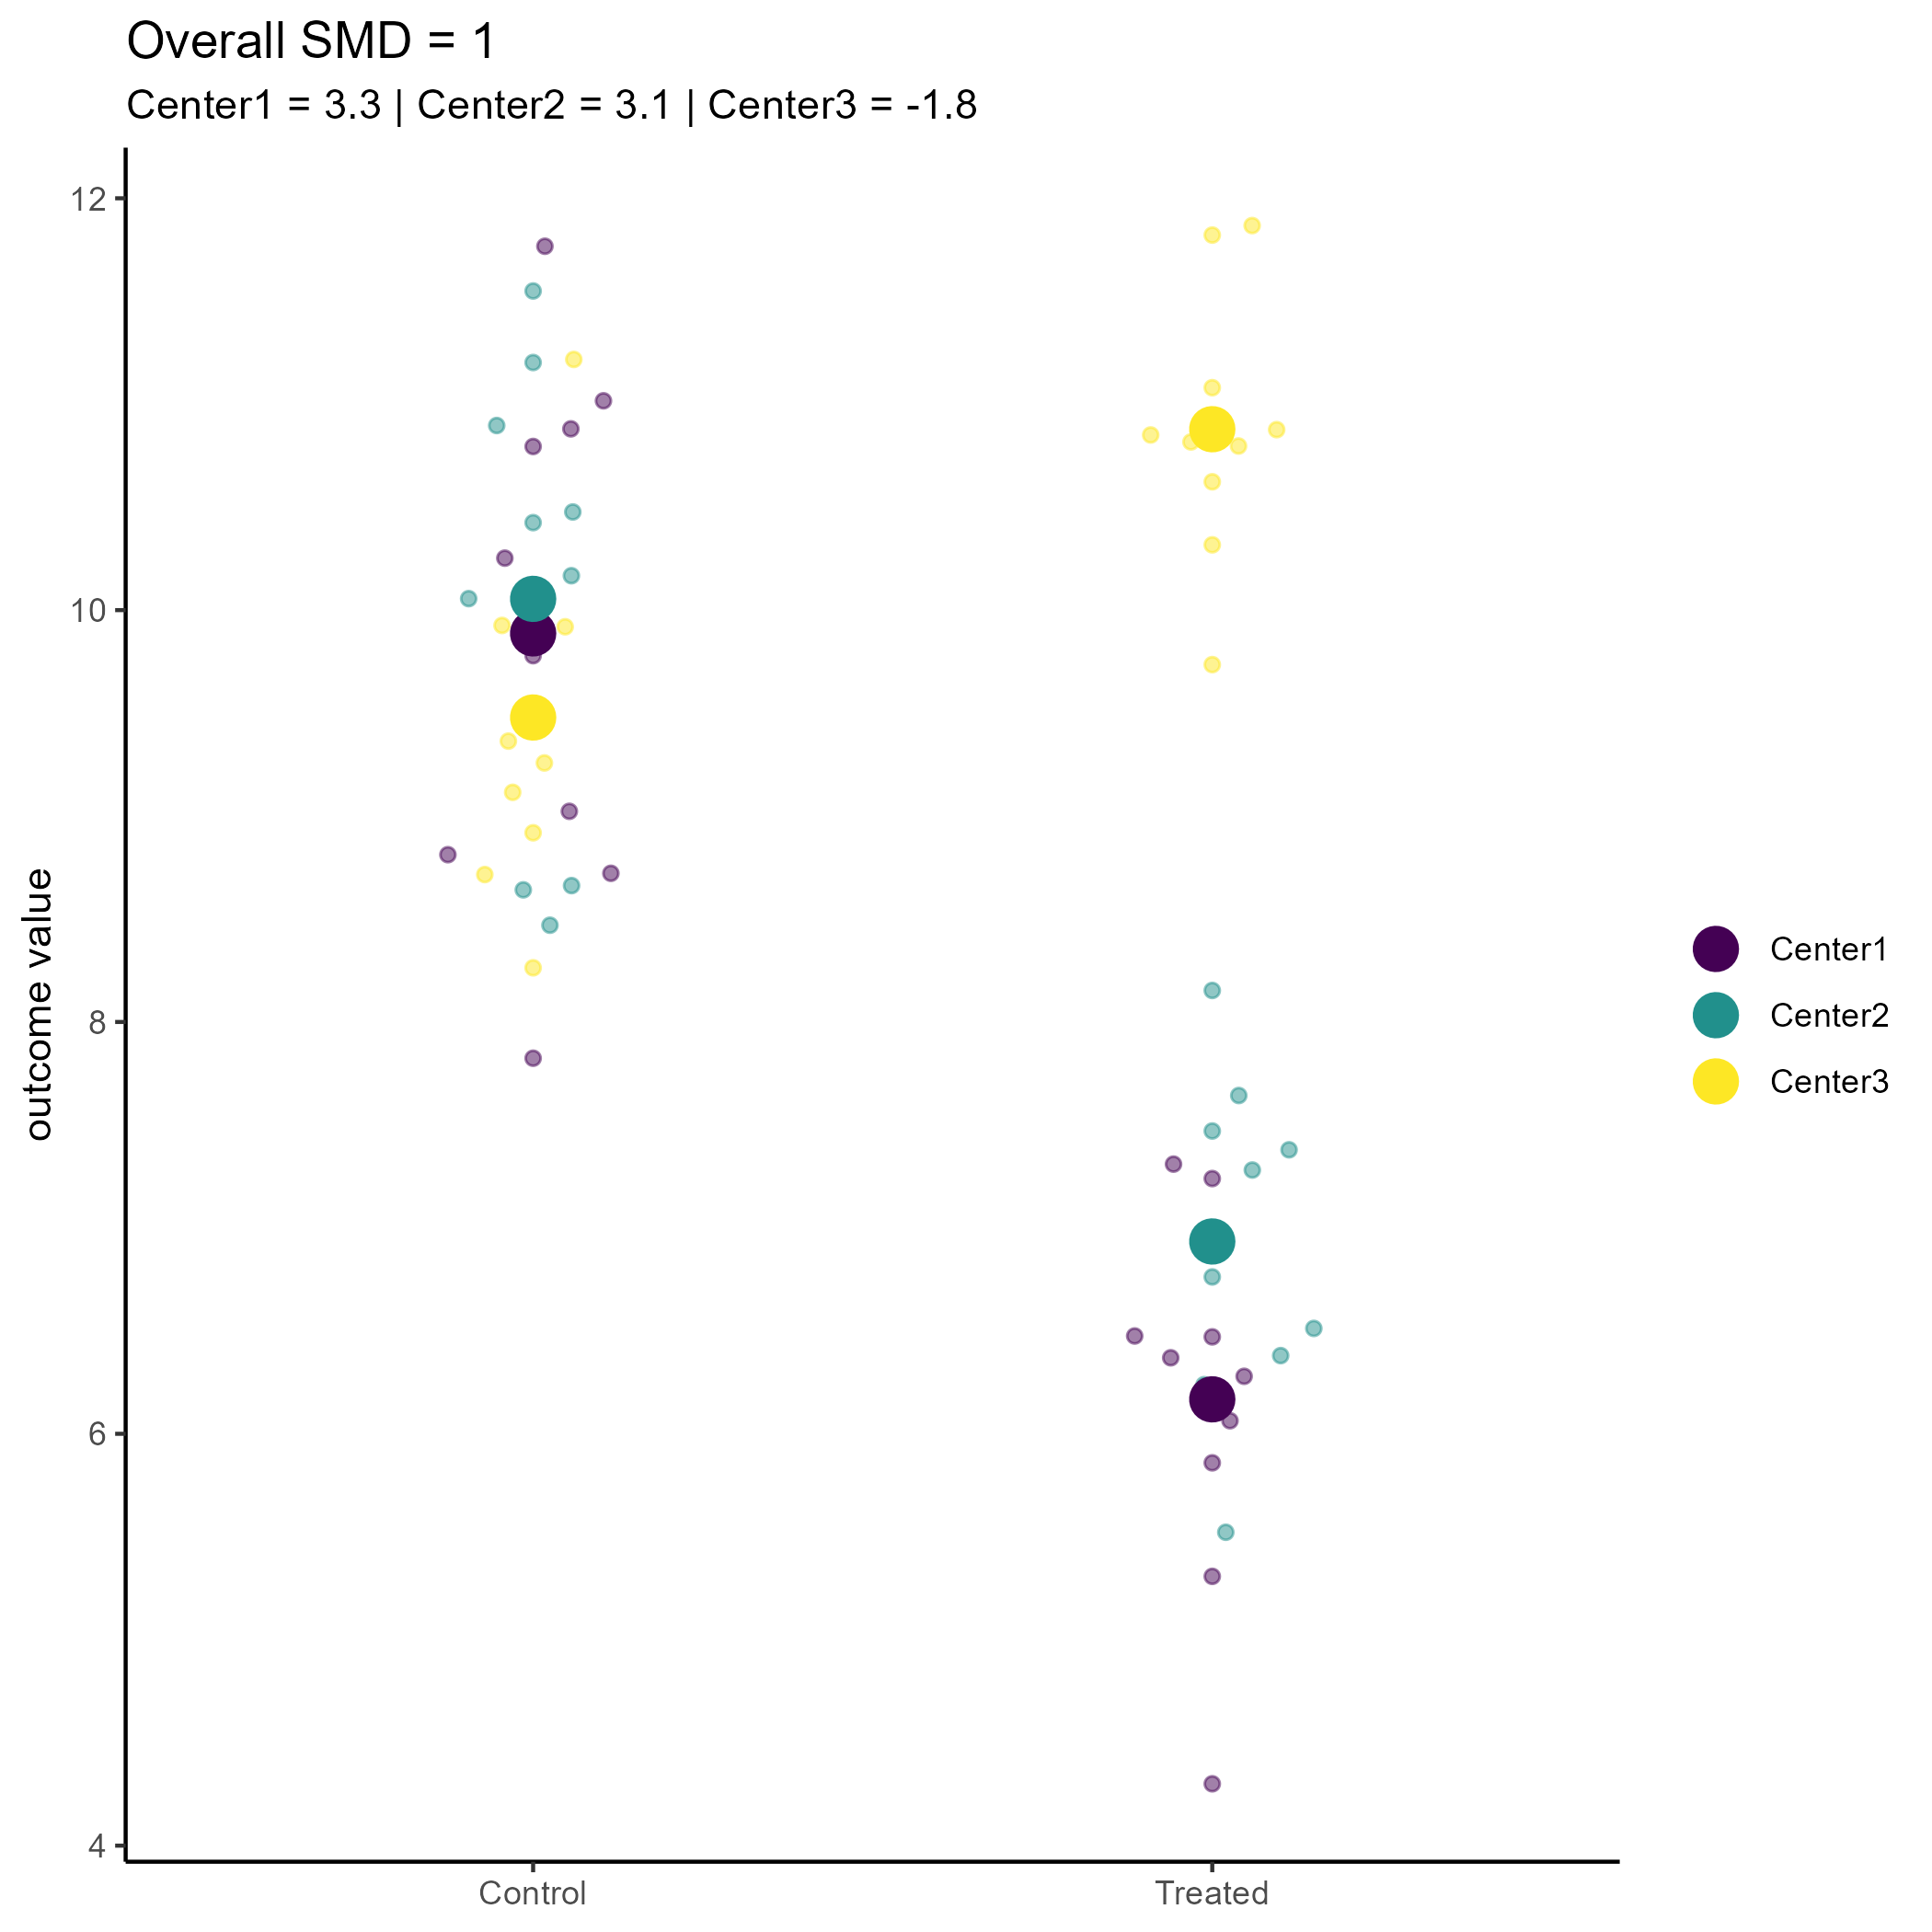 Overall SMD = 1
Center1 = 3.3 | Center2 = 3.1 | Center3 = -1.8
12
10
8
6
4
outcome value
Control
Treated
Center1
Center2
Center3